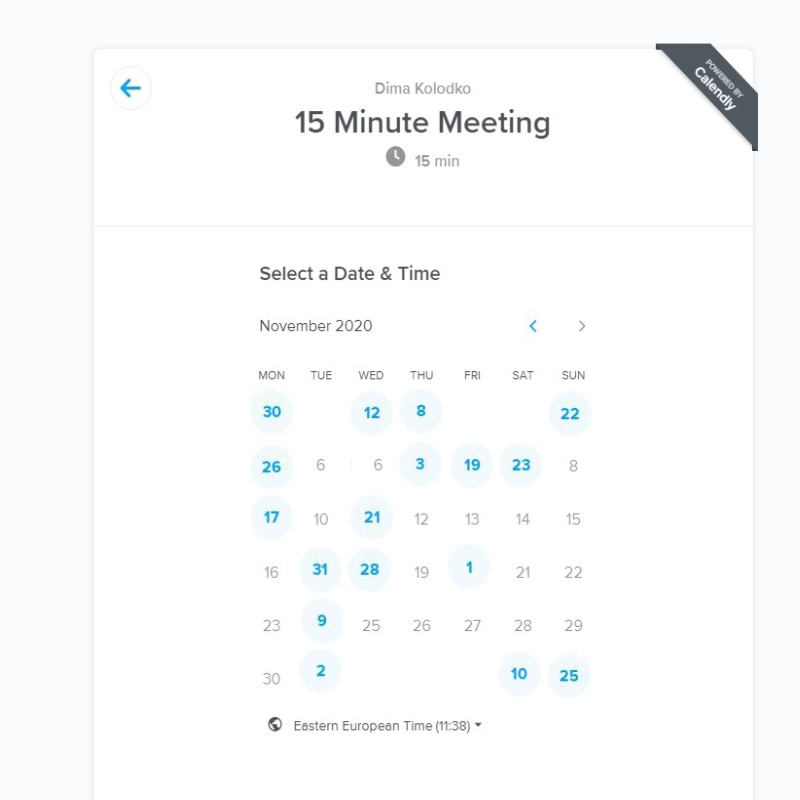 Dima Kolodko
15 Minute Meeting
15 min
POWERED BY
Calendly
Select a Date & Time
November 2020
MON TUE WED THU FRI SAT SUN
30 12 8 22
26 6 6 3 19 23 8
17 10 21 12 13 14 15
16 31 28 19 1 21 22
23 9 25 26 27 28 29
30 2 10 25
Eastern European Time (11:38)